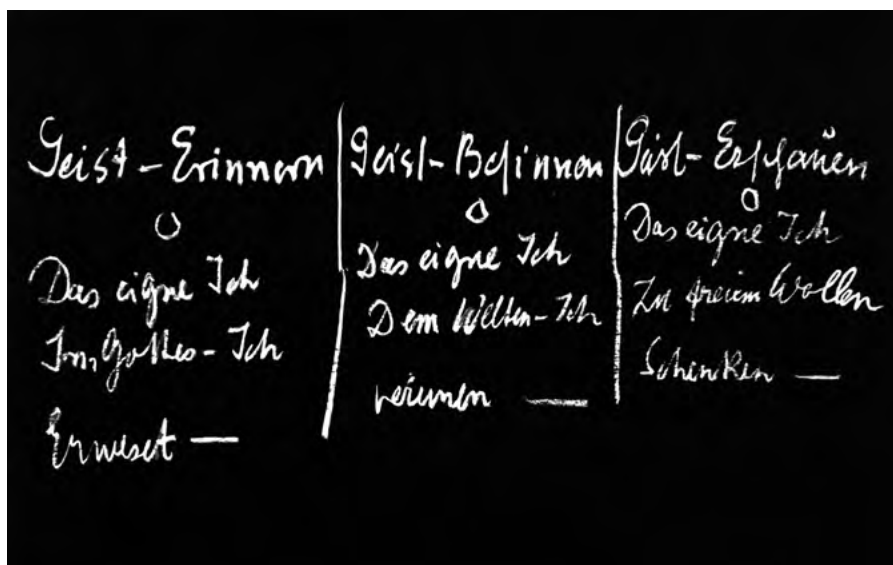 Geist-Erinnern
Das eigne Ich
Im Gottes-Ich
Erweset —
Geist-Besinnen
Das eigne Ich
Dem Welten-Ich
vereinen —
Geist-Erschauen
Das eigne Ich
Zu freiem Wollen
Schenken —